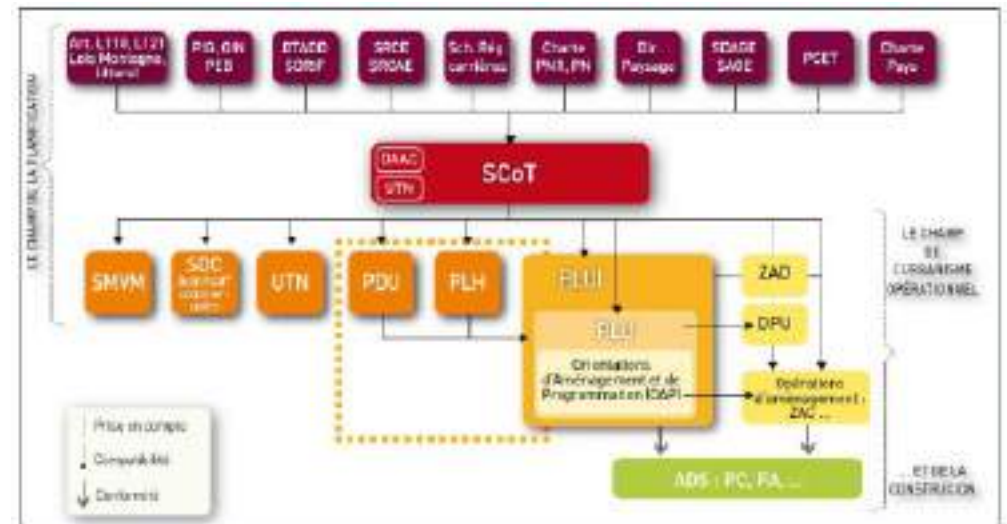 LE CHAMP DE LA PLANIFICATION
Art. L110, L121
Lois Montagne,
Littoral
PIG, OIN
PEB
DTADD
SDRIF
SRCE
SRCAE
Sch. Rég.
carrières
Charte
PNR, PN
Dir.
Paysage
SDAGE
SAGE
PCET
Charte
Pays
DAAC
UTN
SCoT
SMVM
SDC
UTN
PDU
PLH
PLUi
PLU
Orientations
d'Aménagement et de
Programmation (OAP)
ZAD
DPU
Opérations
d'aménagement :
ZAC ...
LE CHAMP
DE
L'URBANISME
OPÉRATIONNEL
Prise en compte
Compatibilité
Conformité
ADS : PC, PA, ...
... ET DE LA
CONSTRUCION